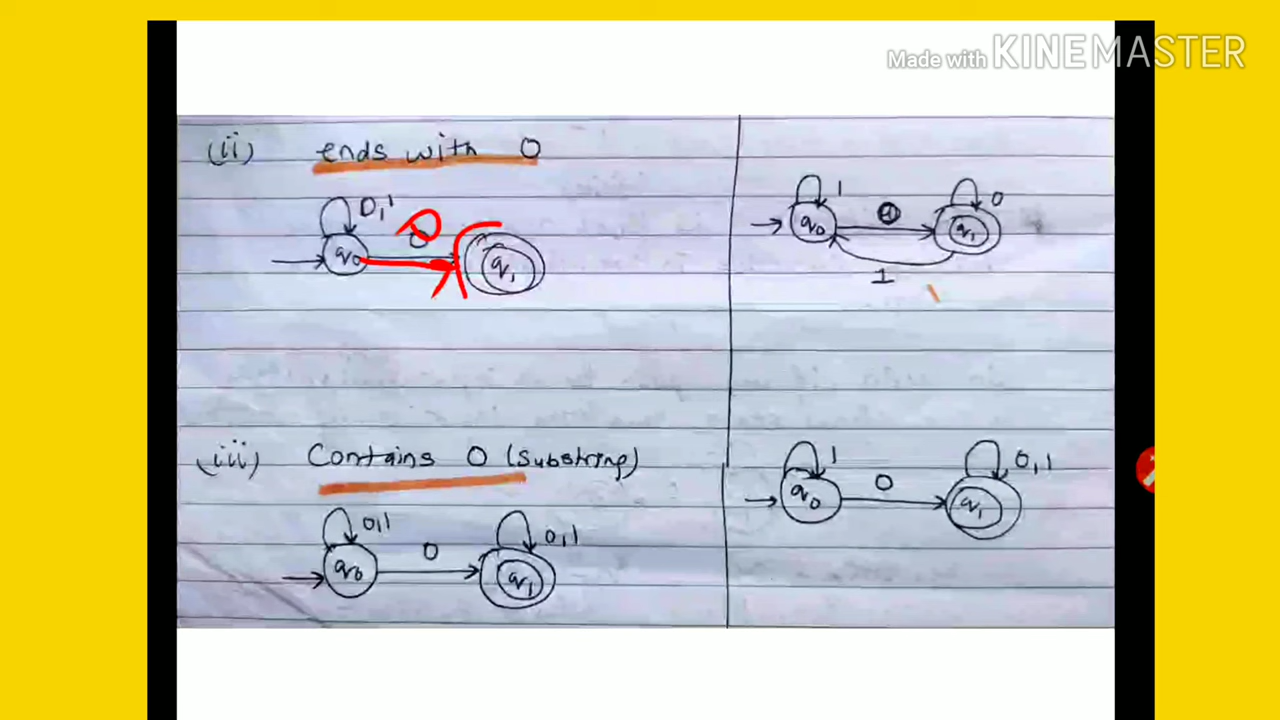 Made with KINEMASTER
(ii) ends with 0
0,1
0
0
q0
q1
1
0
0
q0
q1
1
(iii) Contains 0 (substring)
0,1
0
0,1
q0
q1
1
0
0,1
q0
q1